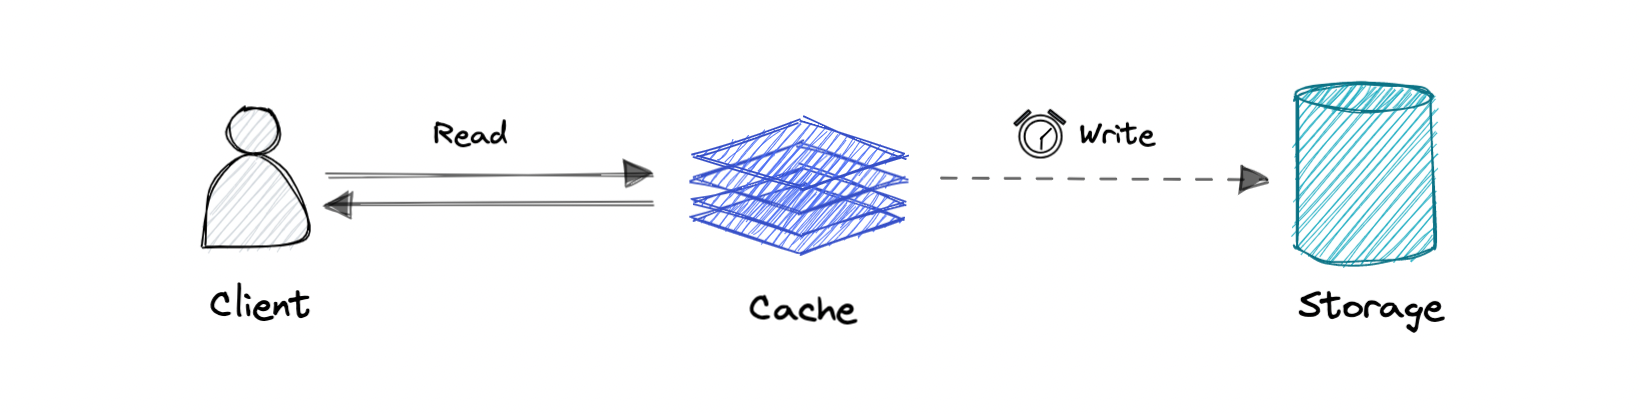 Read
Write
Client
Cache
Storage